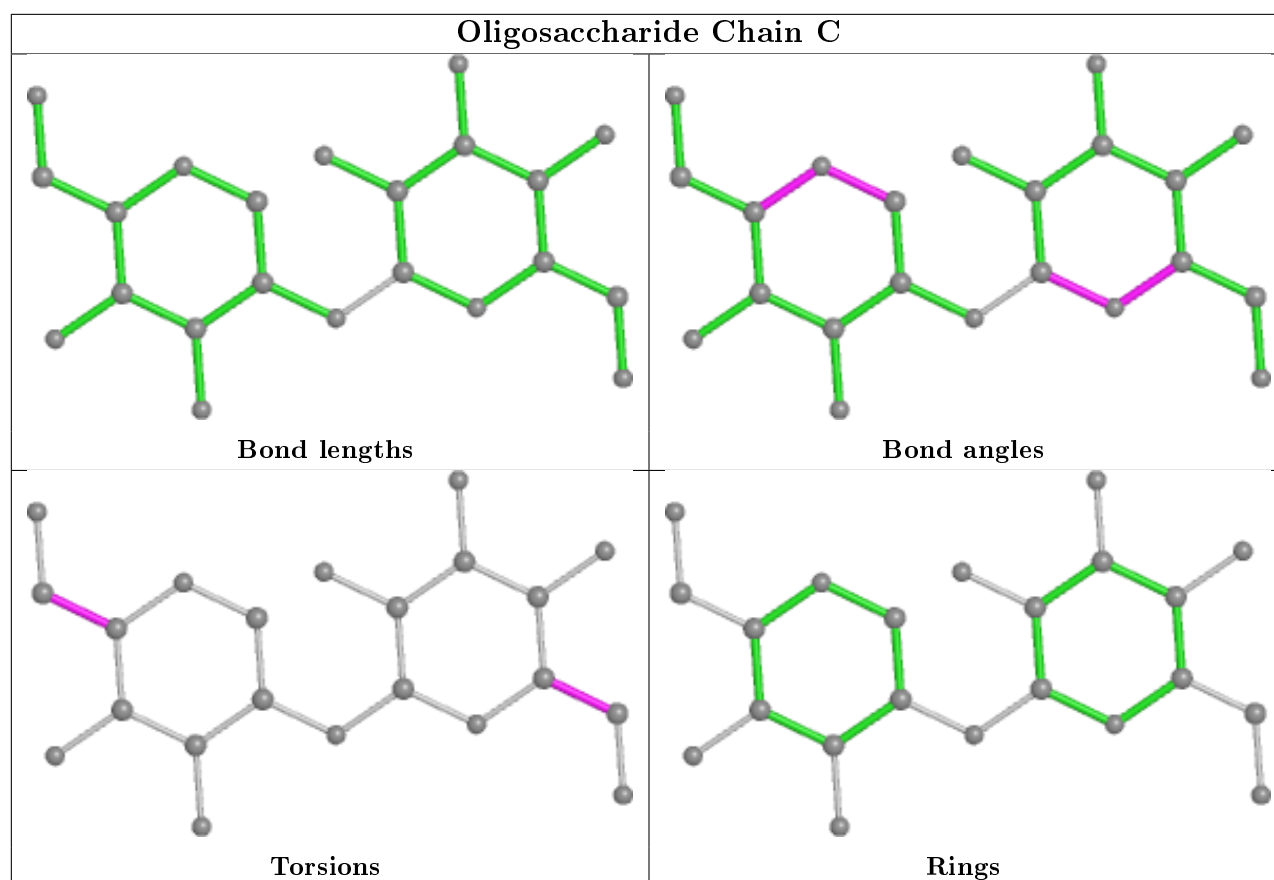 Oligosaccharide Chain C
Bond lengths
Bond angles
Torsions
Rings